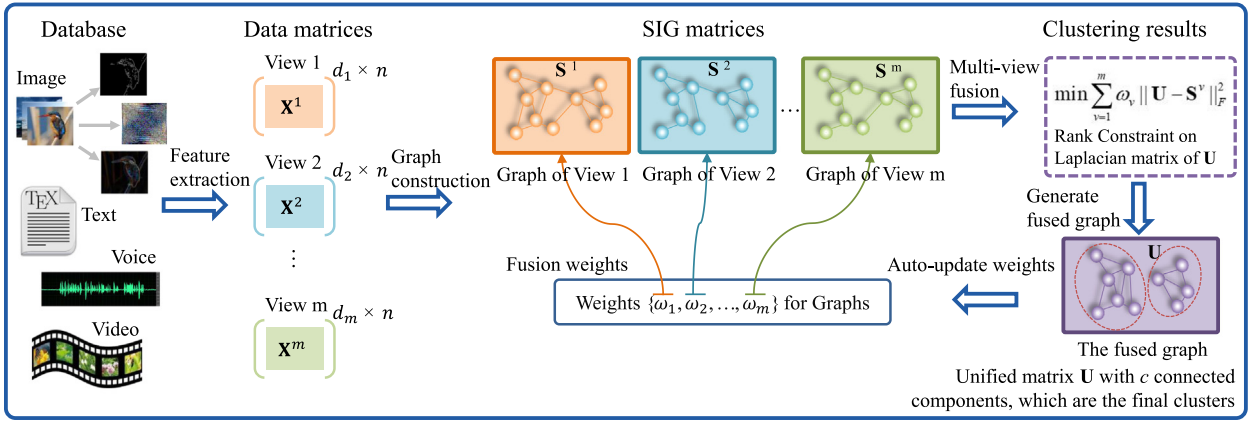 Database
Data matrices
SIG matrices
Clustering results
Image
TEX
Text
Voice
Video
Feature
extraction
View 1
X¹
d₁ × n
View 2
X²
d₂ × n
⋮
View m
Xᵐ
dₘ × n
Graph
construction
S¹
Graph of View 1
S²
Graph of View 2
...
Sᵐ
Graph of View m
Multi-view
fusion
min ∑ᵥ₌₁ᵐ ωᵥ || U − Sᵛ ||²_F
Rank Constraint on
Laplacian matrix of U
Generate
fused graph
U
The fused graph
Auto-update weights
Fusion weights
Weights {ω₁, ω₂, ..., ωₘ} for Graphs
Unified matrix U with c connected
components, which are the final clusters